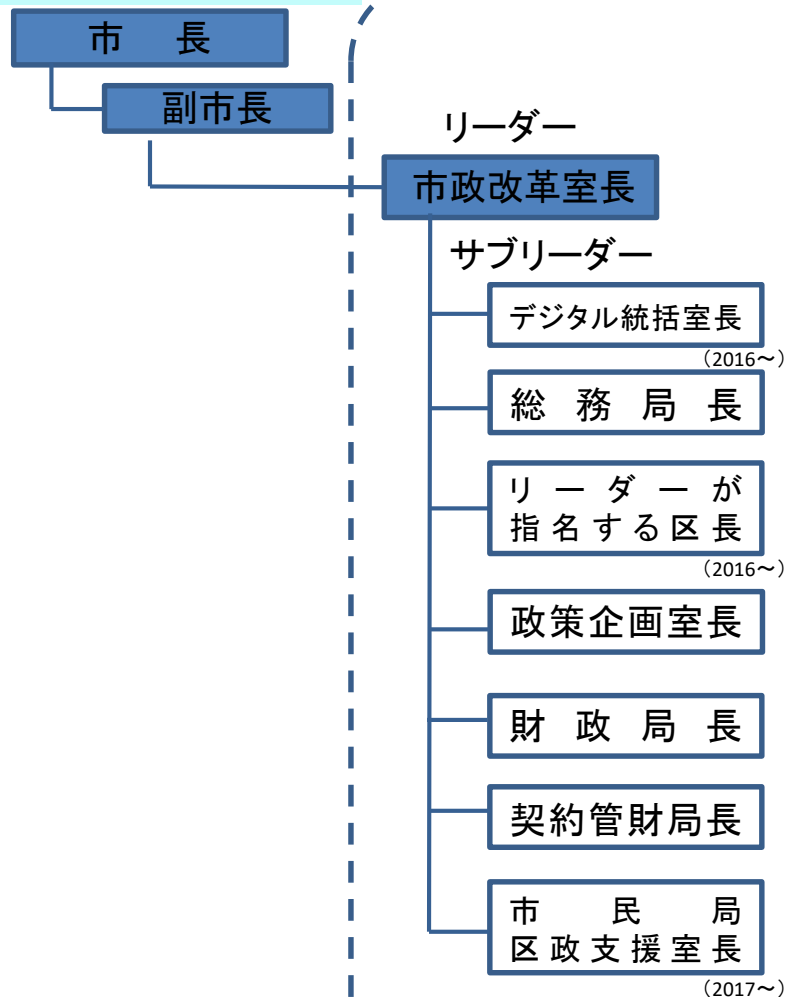 市長
副市長
リーダー
市政改革室長
サブリーダー
デジタル統括室長
（2016～）
総務局長
リーダーが
指名する区長
（2016～）
政策企画室長
財政局長
契約管財局長
市民局
区政支援室長
（2017～）